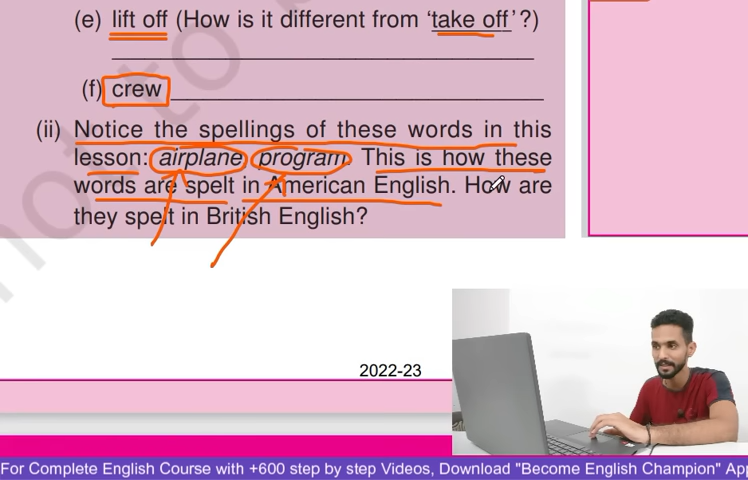 (e) lift off (How is it different from ‘take off’?)
(f) crew
(ii) Notice the spellings of these words in this
lesson: airplane program This is how these
words are spelt in American English. How are
they spelt in British English?
not to b
2022-23
For Complete English Course with +600 step by step Videos, Download "Become English Champion" App